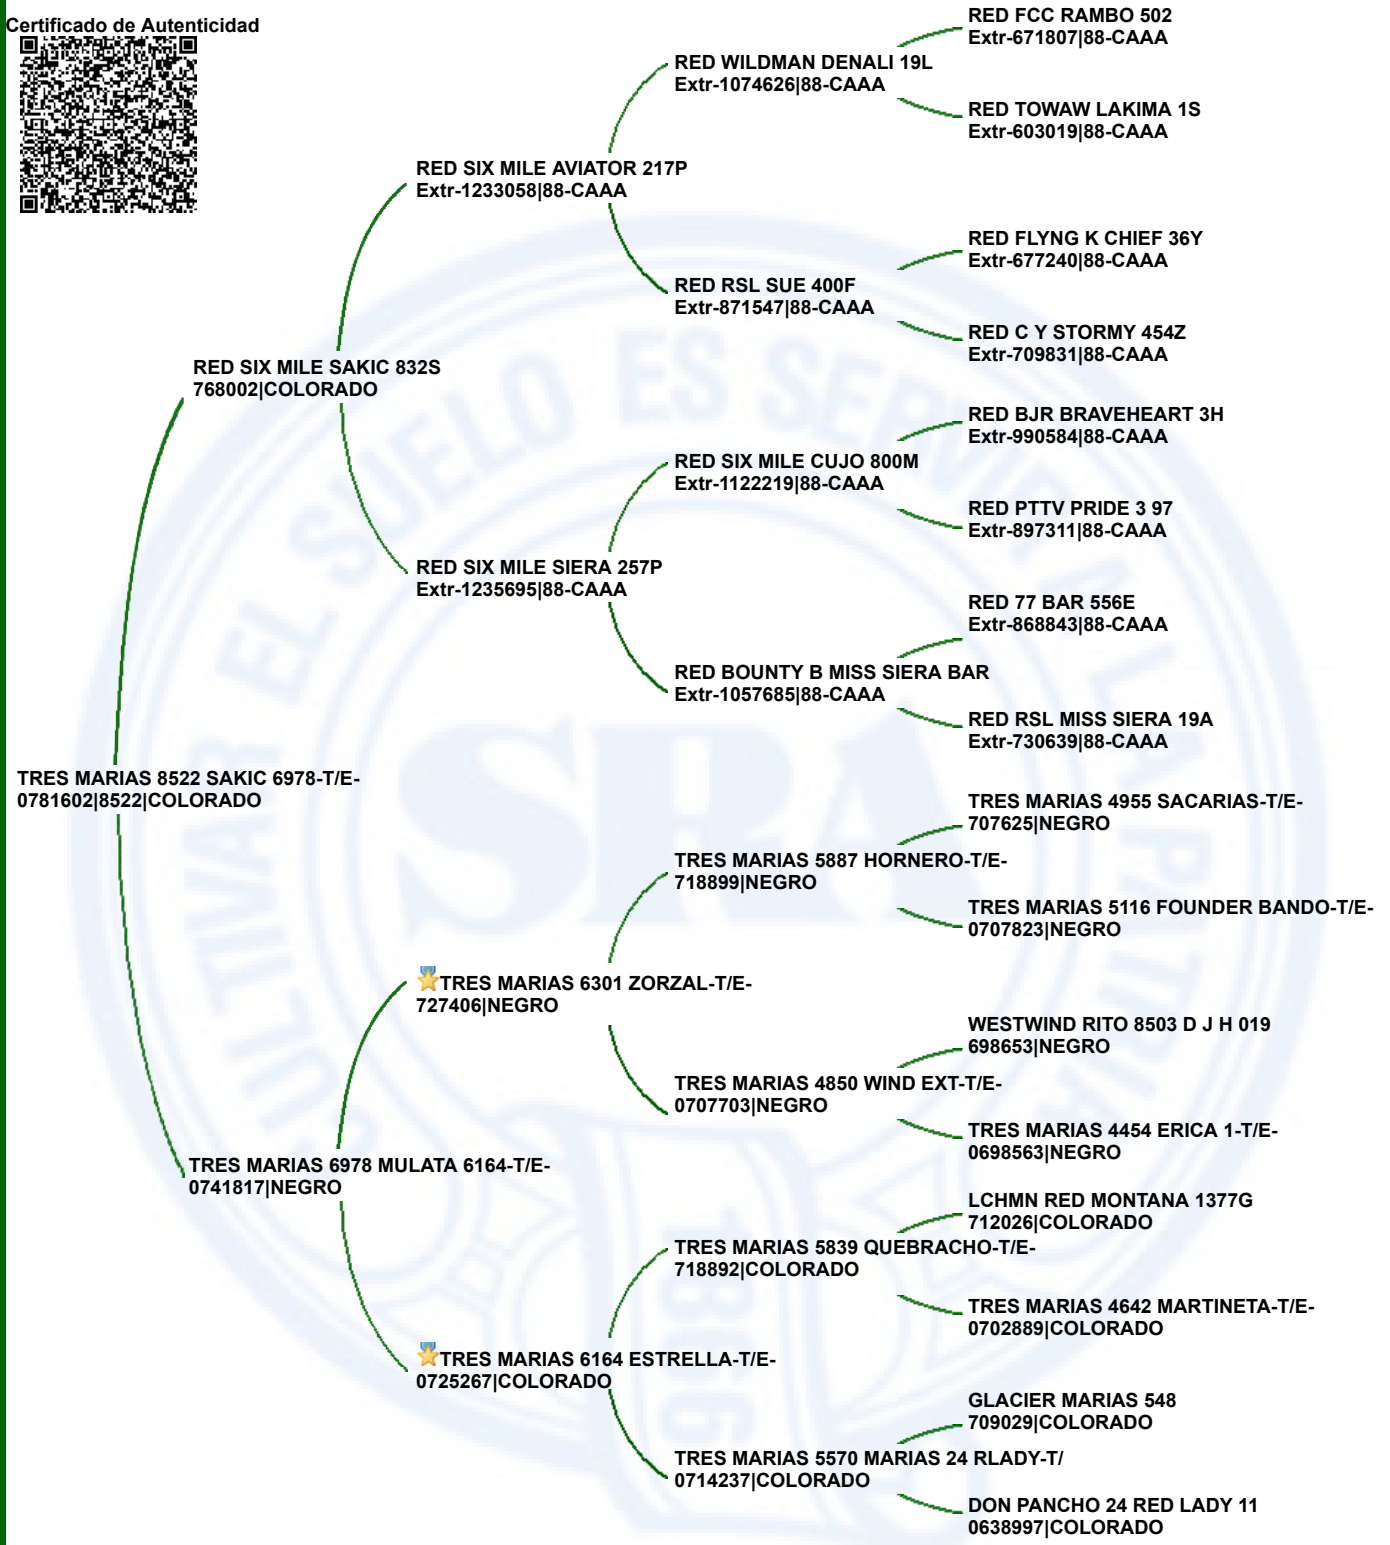 Certificado de Autenticidad
RED FCC RAMBO 502
Extr-671807|88-CAAA
RED WILDMAN DENALI 19L
Extr-1074626|88-CAAA
RED TOWAW LAKIMA 1S
Extr-603019|88-CAAA
RED SIX MILE AVIATOR 217P
Extr-1233058|88-CAAA
RED FLYNG K CHIEF 36Y
Extr-677240|88-CAAA
RED RSL SUE 400F
Extr-871547|88-CAAA
RED C Y STORMY 454Z
Extr-709831|88-CAAA
RED SIX MILE SAKIC 832S
768002|COLORADO
RED BJR BRAVEHEART 3H
Extr-990584|88-CAAA
RED SIX MILE CUJO 800M
Extr-1122219|88-CAAA
RED PTTV PRIDE 3 97
Extr-897311|88-CAAA
RED SIX MILE SIERA 257P
Extr-1235695|88-CAAA
RED 77 BAR 556E
Extr-868843|88-CAAA
RED BOUNTY B MISS SIERA BAR
Extr-1057685|88-CAAA
RED RSL MISS SIERA 19A
Extr-730639|88-CAAA
TRES MARIAS 8522 SAKIC 6978-T/E-
0781602|8522|COLORADO
TRES MARIAS 4955 SACARIAS-T/E-
707625|NEGRO
TRES MARIAS 5887 HORNERO-T/E-
718899|NEGRO
TRES MARIAS 5116 FOUNDER BANDO-T/E-
0707823|NEGRO
TRES MARIAS 6301 ZORZAL-T/E-
727406|NEGRO
WESTWIND RITO 8503 D J H 019
698653|NEGRO
TRES MARIAS 4850 WIND EXT-T/E-
0707703|NEGRO
TRES MARIAS 4454 ERICA 1-T/E-
0698563|NEGRO
TRES MARIAS 6978 MULATA 6164-T/E-
0741817|NEGRO
LCHMN RED MONTANA 1377G
712026|COLORADO
TRES MARIAS 5839 QUEBRACHO-T/E-
718892|COLORADO
TRES MARIAS 4642 MARTINETA-T/E-
0702889|COLORADO
TRES MARIAS 6164 ESTRELLA-T/E-
0725267|COLORADO
GLACIER MARIAS 548
709029|COLORADO
TRES MARIAS 5570 MARIAS 24 RLADY-T/
0714237|COLORADO
DON PANCHO 24 RED LADY 11
0638997|COLORADO
CULTIVAR EL SUELO ES SERVIR A LA PATRIA
SRA
1866